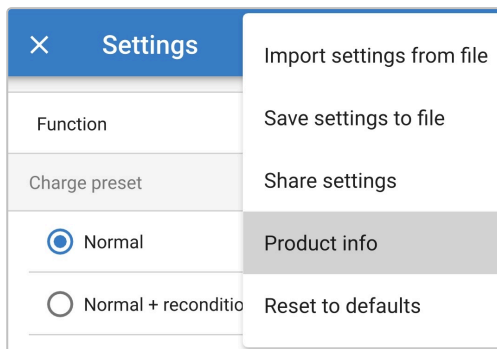 Settings
Import settings from file
Function
Save settings to file
Charge preset
Share settings
Normal
Product info
Normal + reconditio
Reset to defaults